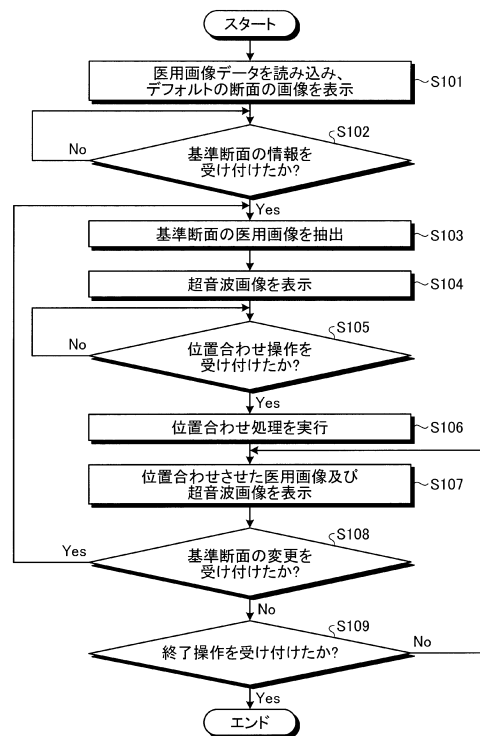 スタート
医用画像データを読み込み、
デフォルトの断面の画像を表示
S101
S102
基準断面の情報を
受け付けたか?
No
Yes
基準断面の医用画像を抽出
S103
超音波画像を表示
S104
S105
位置合わせ操作を
受け付けたか?
No
Yes
位置合わせ処理を実行
S106
位置合わせさせた医用画像及び
超音波画像を表示
S107
S108
基準断面の変更を
受け付けたか?
Yes
No
S109
終了操作を受け付けたか?
No
Yes
エンド